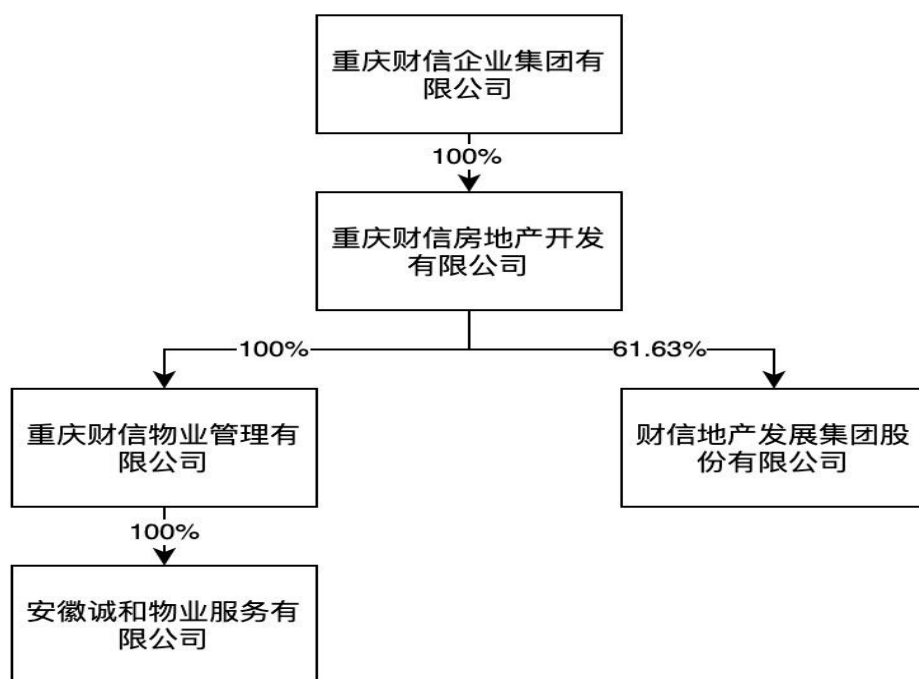 重庆财信企业集团有
限公司
100%
重庆财信房地产开发
有限公司
100%
61.63%
重庆财信物业管理有
限公司
财信地产发展集团股
份有限公司
100%
安徽诚和物业服务有
限公司